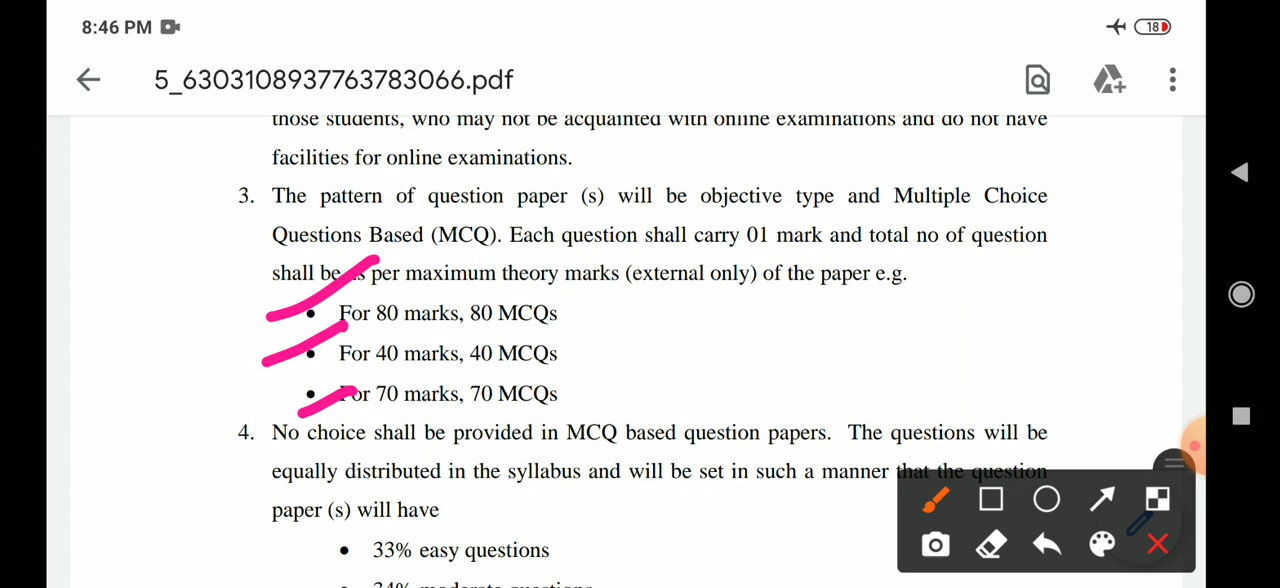 8:46 PM
18
5_6303108937763783066.pdf
those students, who may not be acquainted with online examinations and do not have
facilities for online examinations.
3. The pattern of question paper (s) will be objective type and Multiple Choice
Questions Based (MCQ). Each question shall carry 01 mark and total no of question
shall be as per maximum theory marks (external only) of the paper e.g.
• For 80 marks, 80 MCQs
• For 40 marks, 40 MCQs
• For 70 marks, 70 MCQs
4. No choice shall be provided in MCQ based question papers. The questions will be
equally distributed in the syllabus and will be set in such a manner that the question
paper (s) will have
• 33% easy questions
• 34% moderate questions